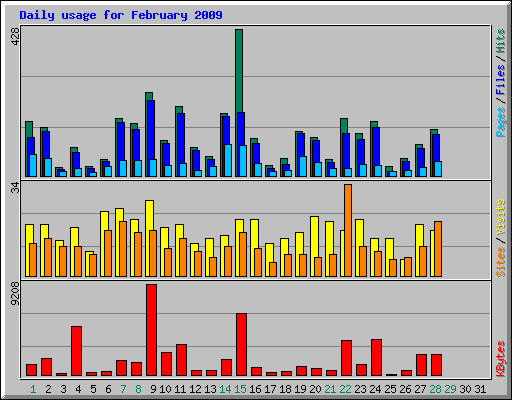 Daily usage for February 2009
428
Pages / Files / Hits
34
Sites / Visits
9208
KBytes
1 2 3 4 5 6 7 8 9 10 11 12 13 14 15 16 17 18 19 20 21 22 23 24 25 26 27 28 29 30 31